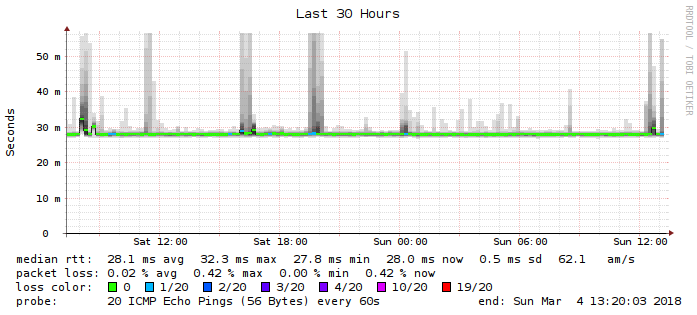 Last 30 Hours
RRDTOOL / TOBI OETIKER
Seconds
50 m
40 m
30 m
20 m
10 m
0
Sat 12:00 Sat 18:00 Sun 00:00 Sun 06:00 Sun 12:00
median rtt: 28.1 ms avg 32.3 ms max 27.8 ms min 28.0 ms now 0.5 ms sd 62.1 am/s
packet loss: 0.02 % avg 0.42 % max 0.00 % min 0.42 % now
loss color: 0 1/20 2/20 3/20 4/20 10/20 19/20
probe: 20 ICMP Echo Pings (56 Bytes) every 60s end: Sun Mar 4 13:20:03 2018